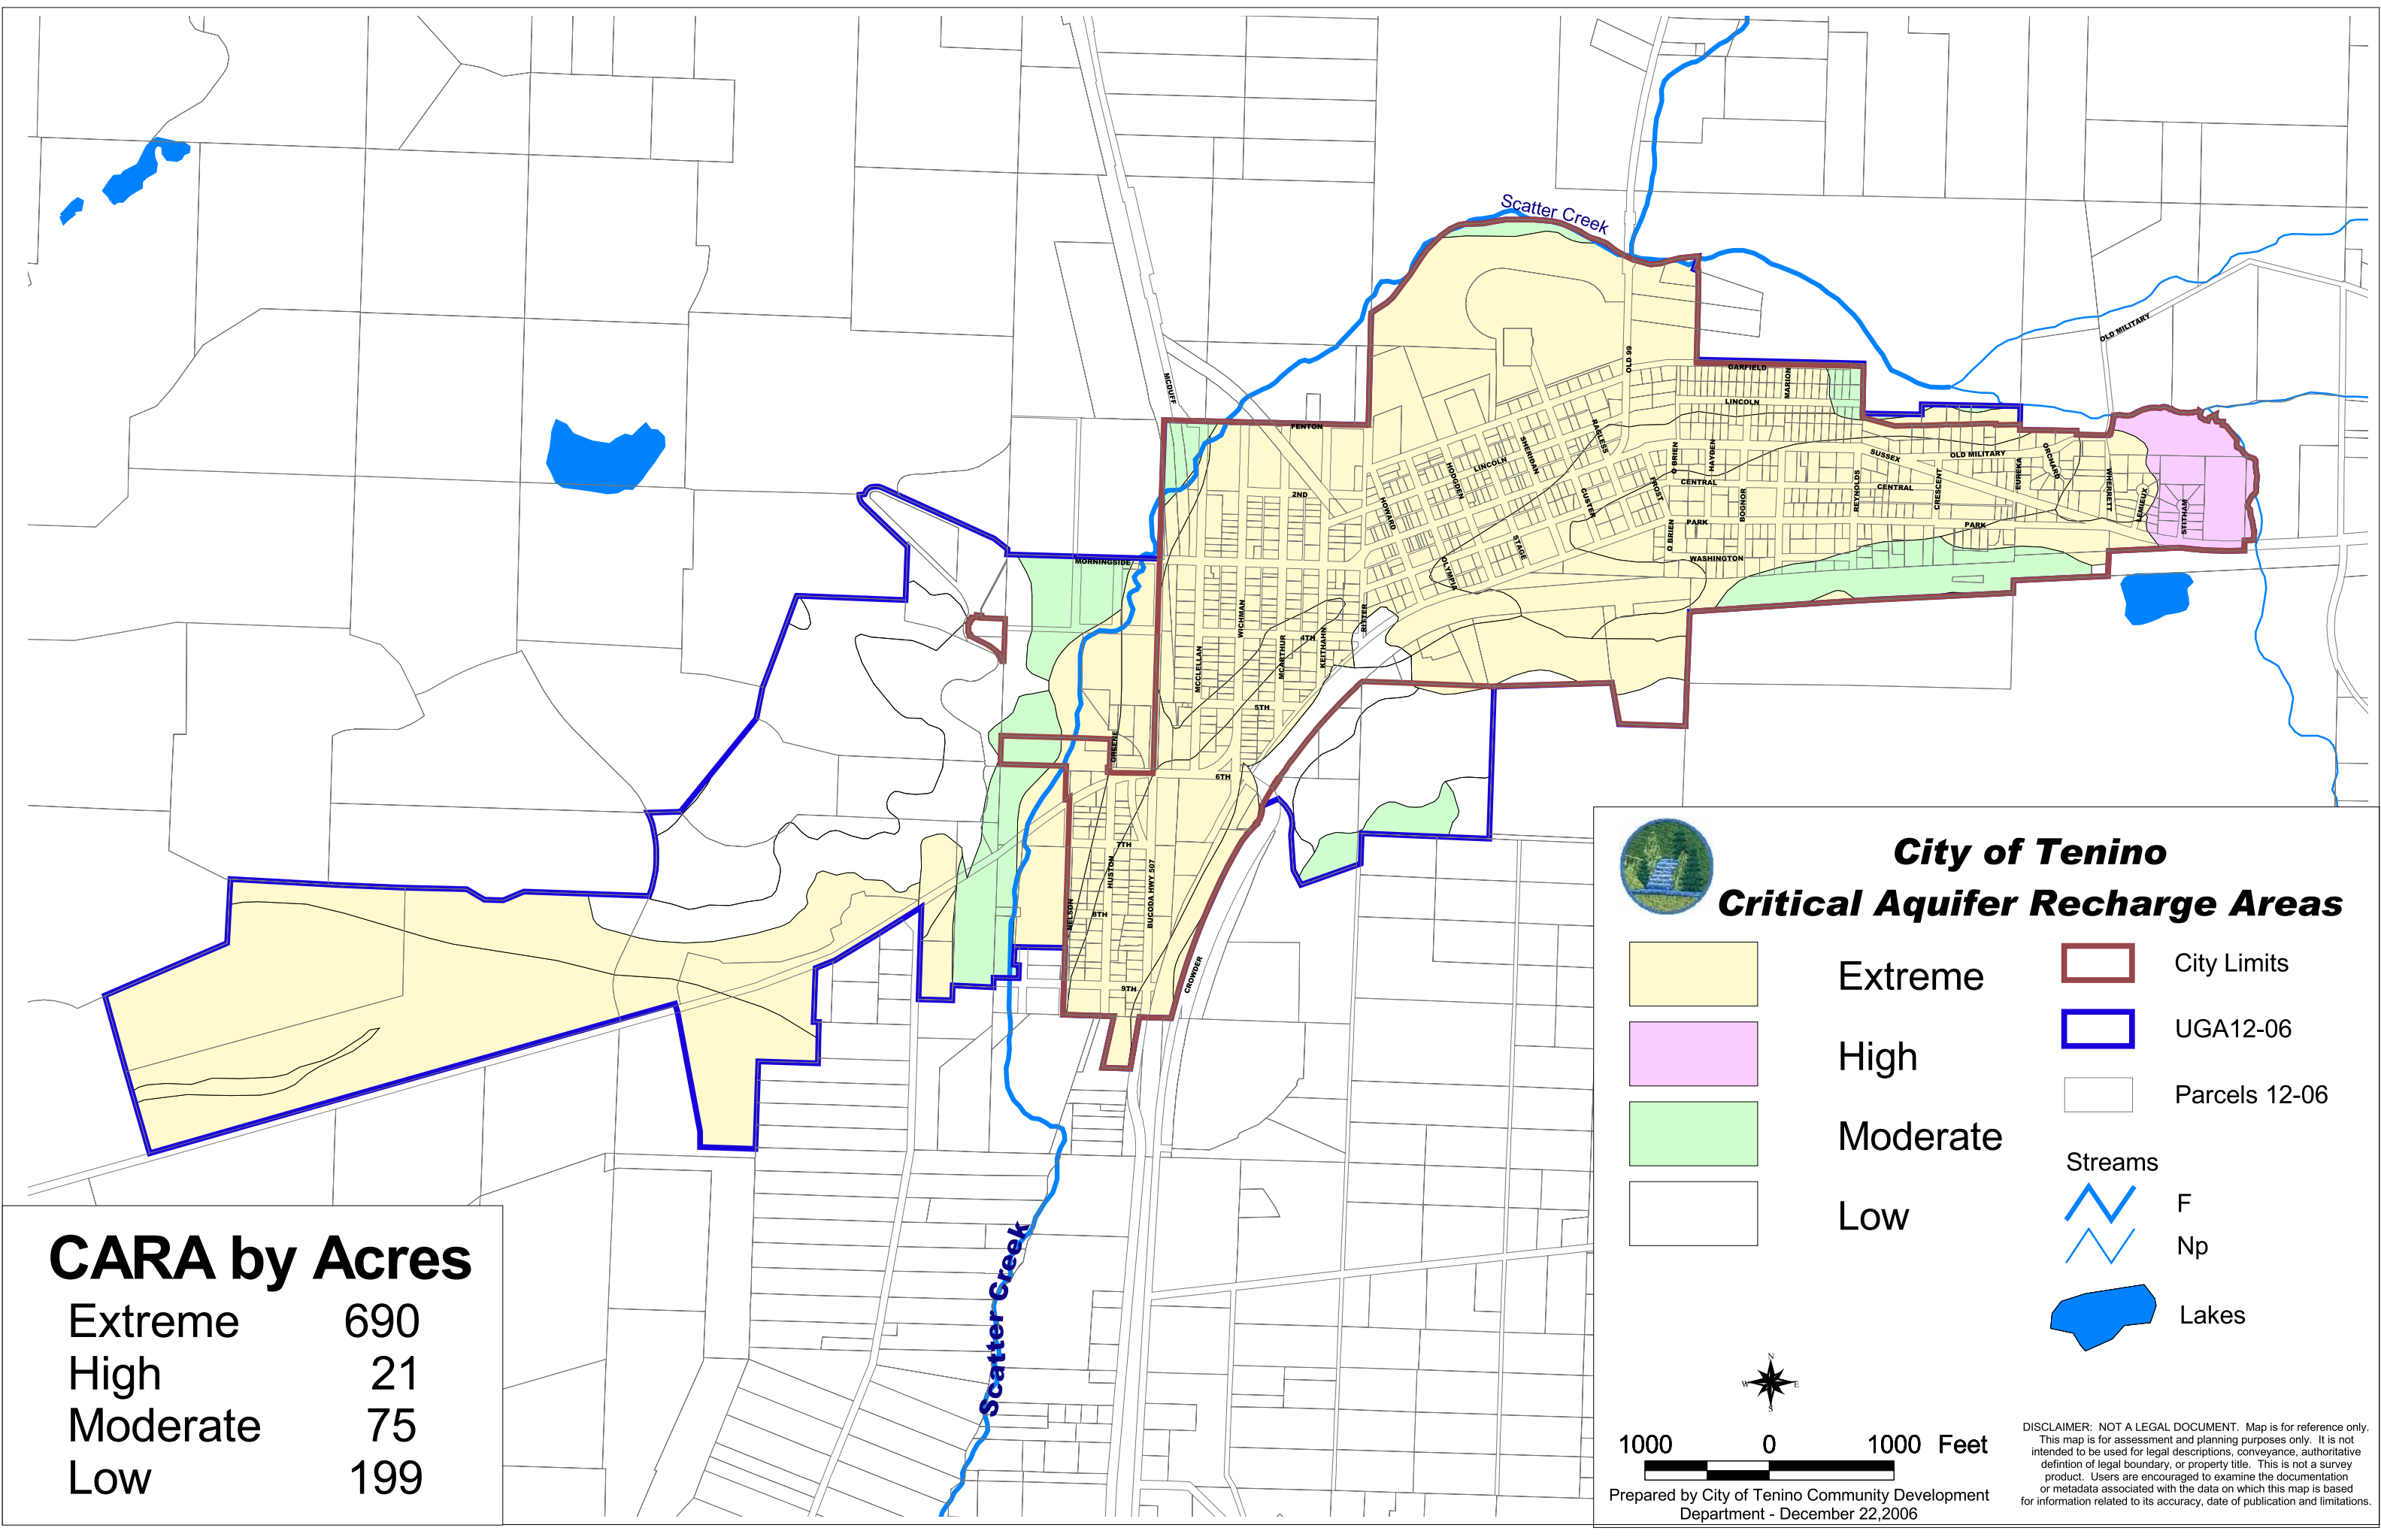 Scatter Creek
OLD MILITARY
MCDUFF
OLD 99
GARFIELD
MARION
LINCOLN
FENTON
RAGLESS
SHERIDAN
O BRIEN
HAYDEN
SUSSEX
OLD MILITARY
ORCHARD
HODGDEN
LINCOLN
EUREKA
WHERRETT
2ND
CUSTER
FROST
CENTRAL
BOGNOR
REYNOLDS
CENTRAL
CRESCENT
LEMIEUX
STITHAM
HOWARD
O BRIEN
PARK
PARK
STAGE
WASHINGTON
OLYMPIA
MORNINGSIDE
WICHMAN
RITTER
4TH
KEITHAHN
MCARTHUR
MCCLELLAN
5TH
GREENE
6TH
7TH
HUSTON
BUCODA HWY 507
NELSON
8TH
CROWDER
9TH
Scatter Creek
City of Tenino
Critical Aquifer Recharge Areas
Extreme
High
Moderate
Low
City Limits
UGA12-06
Parcels 12-06
Streams
F
Np
Lakes
N
W E
S
1000 0 1000 Feet
Prepared by City of Tenino Community Development
Department - December 22,2006
DISCLAIMER: NOT A LEGAL DOCUMENT. Map is for reference only.
This map is for assessment and planning purposes only. It is not
intended to be used for legal descriptions, conveyance, authoritative
defintion of legal boundary, or property title. This is not a survey
product. Users are encouraged to examine the documentation
or metadata associated with the data on which this map is based
for information related to its accuracy, date of publication and limitations.
CARA by Acres
Extreme 690
High 21
Moderate 75
Low 199